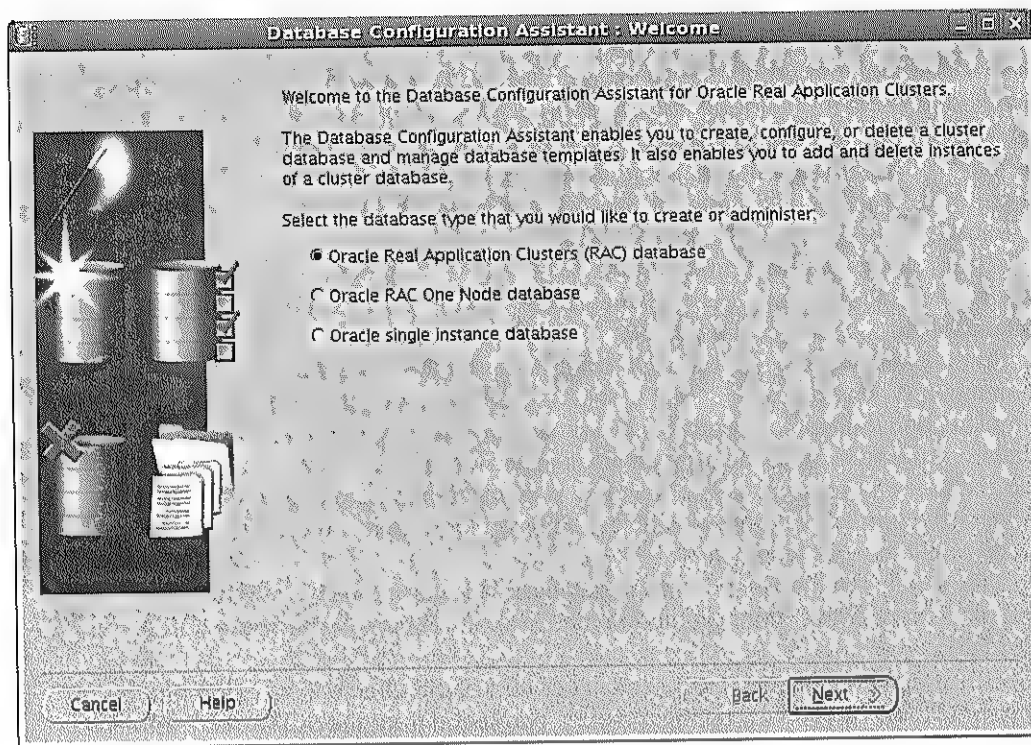 Database Configuration Assistant : Welcome
Welcome to the Database Configuration Assistant for Oracle Real Application Clusters.
The Database Configuration Assistant enables you to create, configure, or delete a cluster
database and manage database templates. It also enables you to add and delete instances
of a cluster database.
Select the database type that you would like to create or administer:
Oracle Real Application Clusters (RAC) database
Oracle RAC One Node database
Oracle single instance database
Cancel
Help
Back
Next